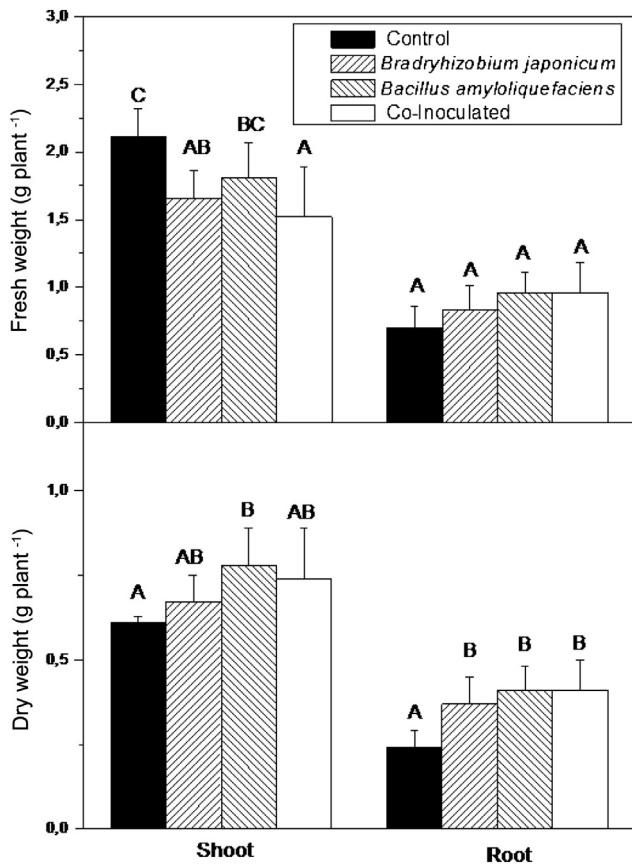 Control
Bradryhizobium japonicum
Bacillus amyloliquefaciens
Co-Inoculated
Fresh weight (g plant -1)
3,0
2,5
2,0
1,5
1,0
0,5
0,0
C
AB
BC
A
A
A
A
A
Dry weight (g plant -1)
1,0
0,5
0,0
A
AB
B
AB
A
B
B
B
Shoot
Root